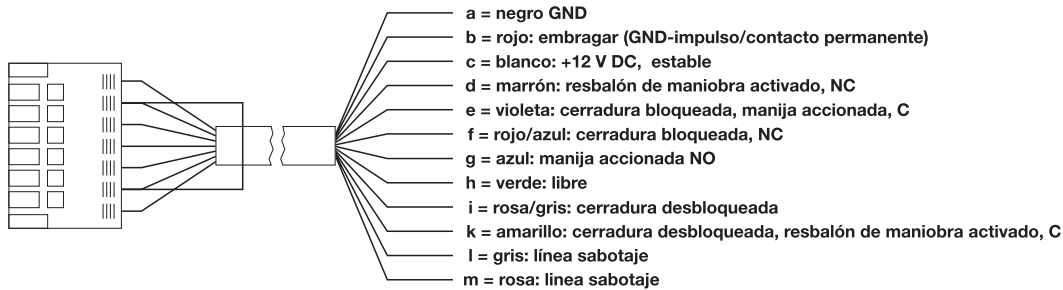 a = negro GND
b = rojo: embragar (GND-impulso/contacto permanente)
c = blanco: +12 V DC, estable
d = marrón: resbalón de maniobra activado, NC
e = violeta: cerradura bloqueada, manija accionada, C
f = rojo/azul: cerradura bloqueada, NC
g = azul: manija accionada NO
h = verde: libre
i = rosa/gris: cerradura desbloqueada
k = amarillo: cerradura desbloqueada, resbalón de maniobra activado, C
l = gris: línea sabotaje
m = rosa: linea sabotaje